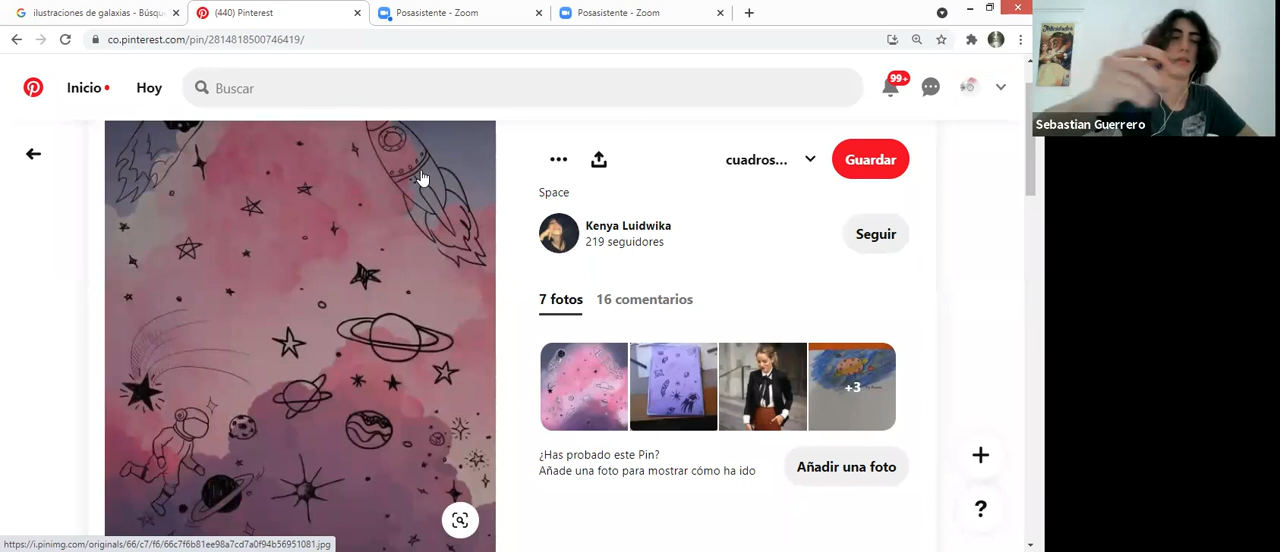 ilustraciones de galaxias - Búsqu
(440) Pinterest
Posasistente - Zoom
Posasistente - Zoom
co.pinterest.com/pin/2814818500746419/
Inicio
Hoy
Buscar
99+
Sebastian Guerrero
cuadros...
Guardar
Space
Kenya Luidwika
219 seguidores
Seguir
7 fotos
16 comentarios
+3
¿Has probado este Pin?
Añade una foto para mostrar cómo ha ido
Añadir una foto
?
https://i.pinimg.com/originals/66/c7/f6/66c7f6b81ee98a7cd7a0f94b56951081.jpg